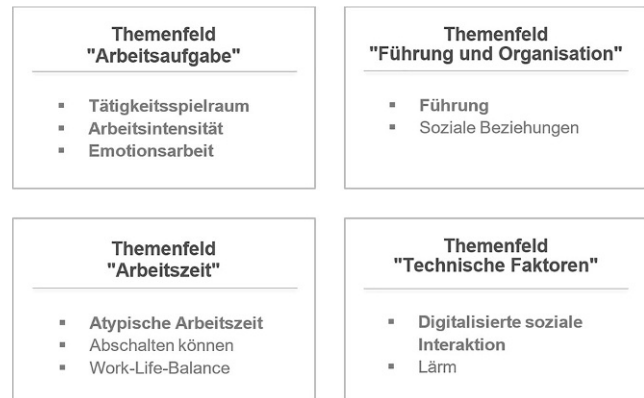 Themenfeld
"Arbeitsaufgabe"
▪ Tätigkeitsspielraum
▪ Arbeitsintensität
▪ Emotionsarbeit
Themenfeld
"Führung und Organisation"
▪ Führung
▪ Soziale Beziehungen
Themenfeld
"Arbeitszeit"
▪ Atypische Arbeitszeit
▪ Abschalten können
▪ Work-Life-Balance
Themenfeld
"Technische Faktoren"
▪ Digitalisierte soziale
Interaktion
▪ Lärm